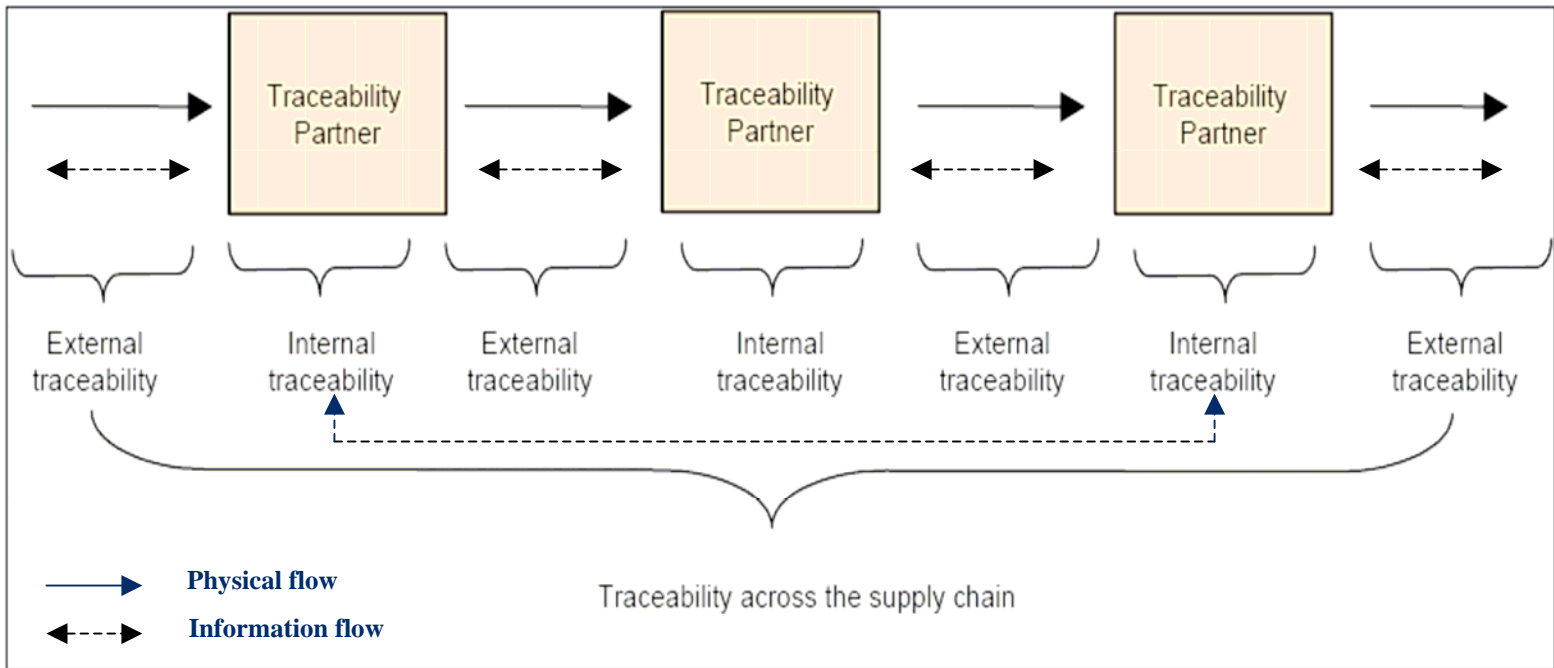 Traceability
Partner
Traceability
Partner
Traceability
Partner
External
traceability
Internal
traceability
External
traceability
Internal
traceability
External
traceability
Internal
traceability
External
traceability
Physical flow
Information flow
Traceability across the supply chain